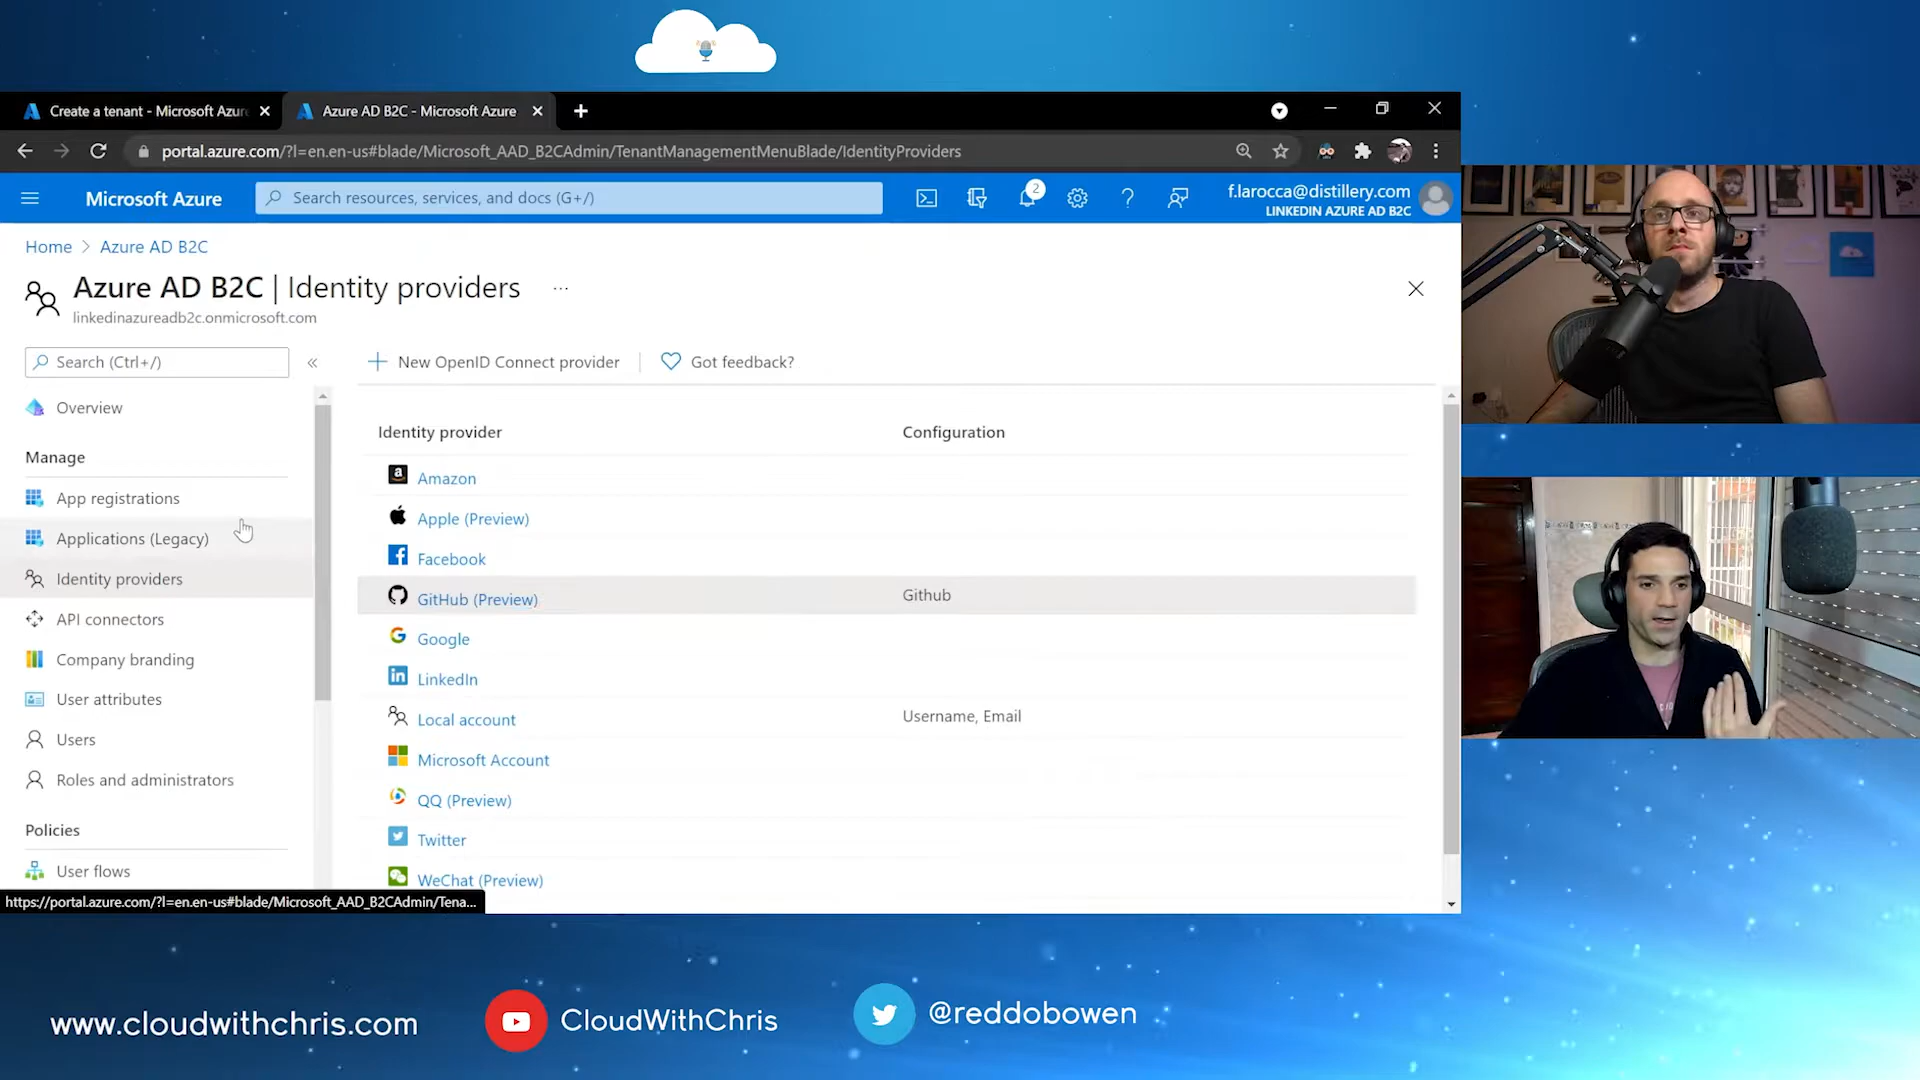 Create a tenant - Microsoft Azure
Azure AD B2C - Microsoft Azure
portal.azure.com/?l=en.en-us#blade/Microsoft_AAD_B2CAdmin/TenantManagementMenuBlade/IdentityProviders
Microsoft Azure
Search resources, services, and docs (G+/)
2
f.larocca@distillery.com
LINKEDIN AZURE AD B2C
Home > Azure AD B2C
Azure AD B2C | Identity providers ...
linkedinazureadb2c.onmicrosoft.com
Search (Ctrl+/)
«
New OpenID Connect provider
Got feedback?
Overview
Manage
App registrations
Applications (Legacy)
Identity providers
API connectors
Company branding
User attributes
Users
Roles and administrators
Policies
User flows
Identity provider Configuration
Amazon
Apple (Preview)
Facebook
GitHub (Preview) Github
Google
LinkedIn
Local account Username, Email
Microsoft Account
QQ (Preview)
Twitter
WeChat (Preview)
https://portal.azure.com/?l=en.en-us#blade/Microsoft_AAD_B2CAdmin/Tena...
www.cloudwithchris.com
CloudWithChris
@reddobowen